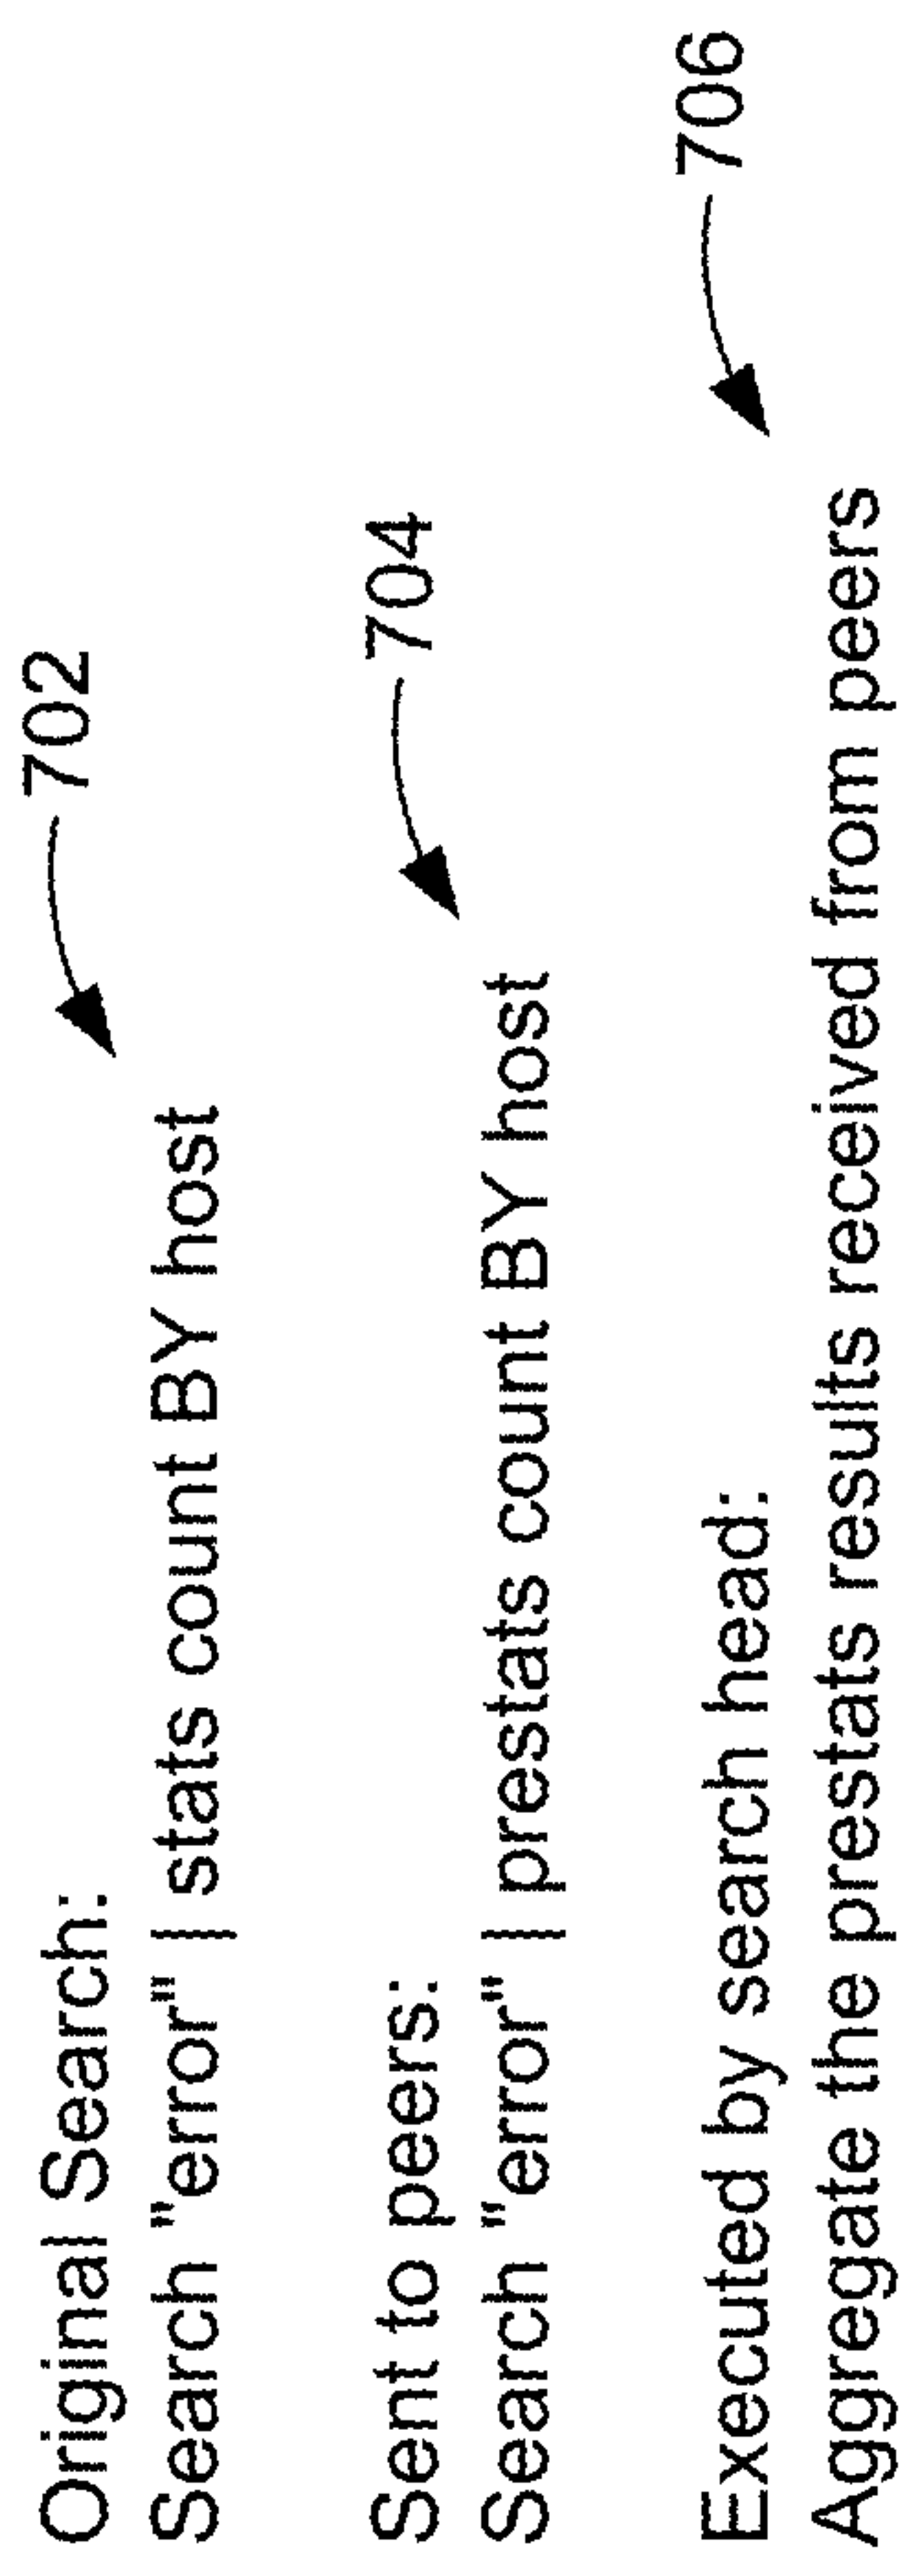 Original Search:
702
Search "error" | stats count BY host
Sent to peers:
704
Search "error" | prestats count BY host
Executed by search head:
706
Aggregate the prestats results received from peers